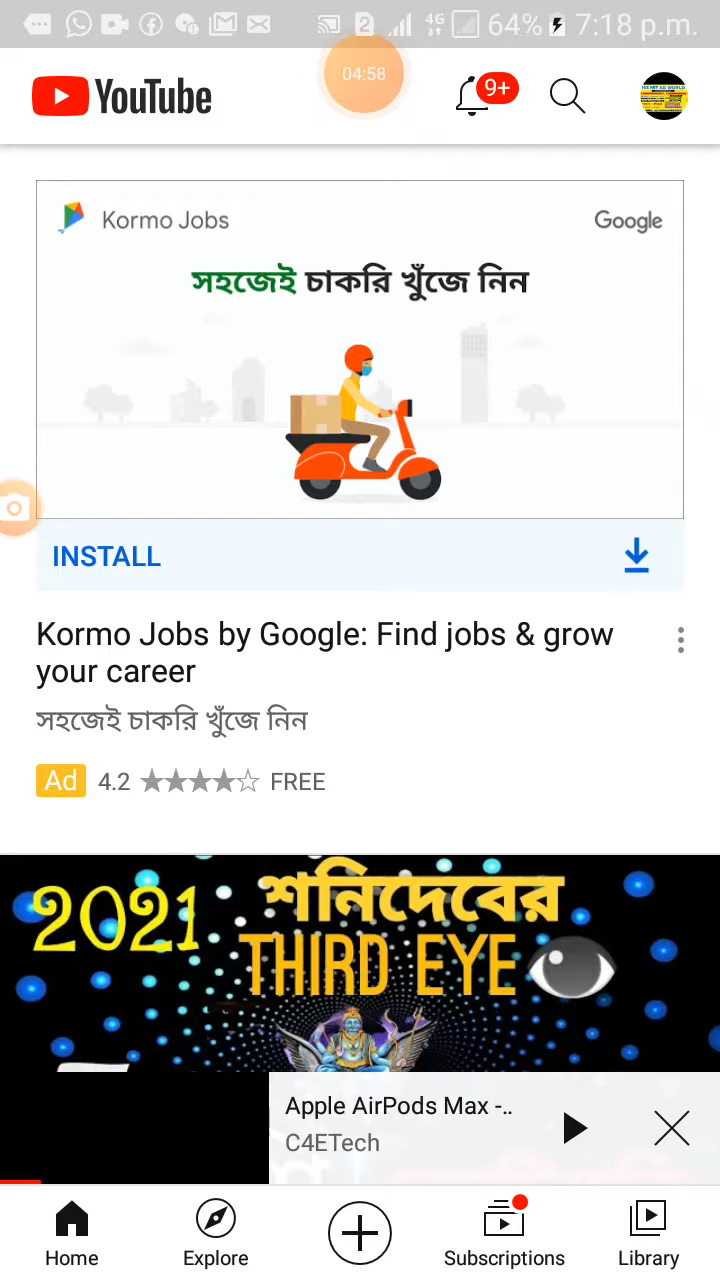 2 4G 64% 7:18 p.m.
04:58
YouTube 9+
Kormo Jobs Google
সহজেই চাকরি খুঁজে নিন
INSTALL
Kormo Jobs by Google: Find jobs & grow
your career
সহজেই চাকরি খুঁজে নিন
Ad 4.2 ★★★★☆ FREE
2021 শনিদেবের
THIRD EYE
Apple AirPods Max -..
C4ETech
Home Explore Subscriptions Library